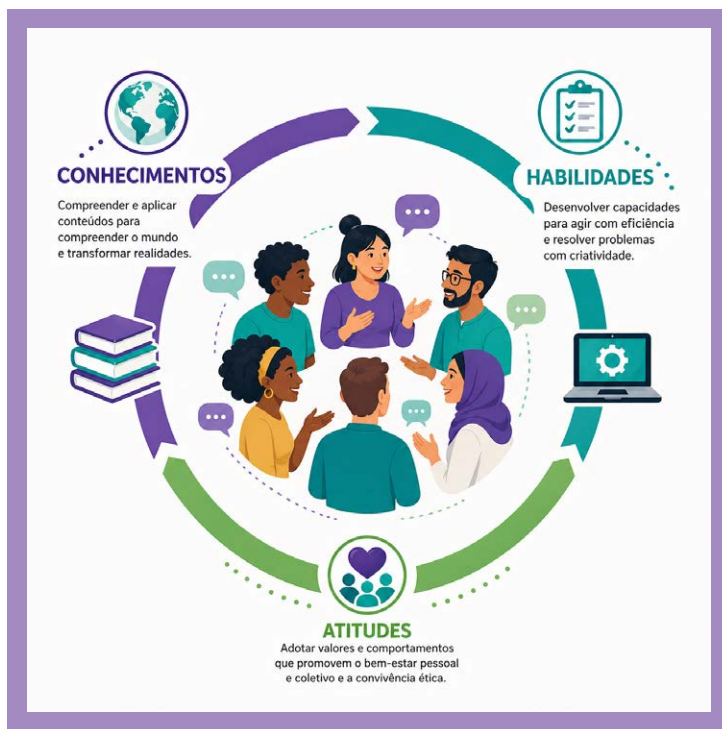 CONHECIMENTOS
Compreender e aplicar
conteúdos para
compreender o mundo
e transformar realidades.
HABILIDADES
Desenvolver capacidades
para agir com eficiência
e resolver problemas
com criatividade.
ATITUDES
Adotar valores e comportamentos
que promovem o bem-estar pessoal
e coletivo e a convivência ética.